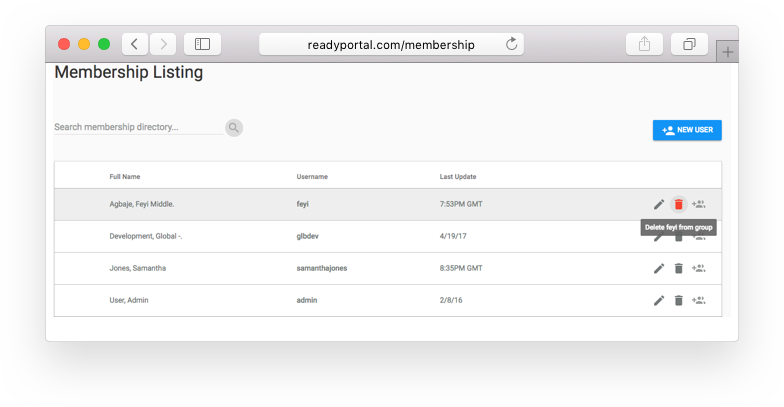 readyportal.com/membership
Membership Listing
Search membership directory...
NEW USER
Full Name Username Last Update
Agbaje, Feyi Middle. feyi 7:53PM GMT
Delete feyi from group
Development, Global -. glbdev 4/19/17
Jones, Samantha samanthajones 8:35PM GMT
User, Admin admin 2/8/16